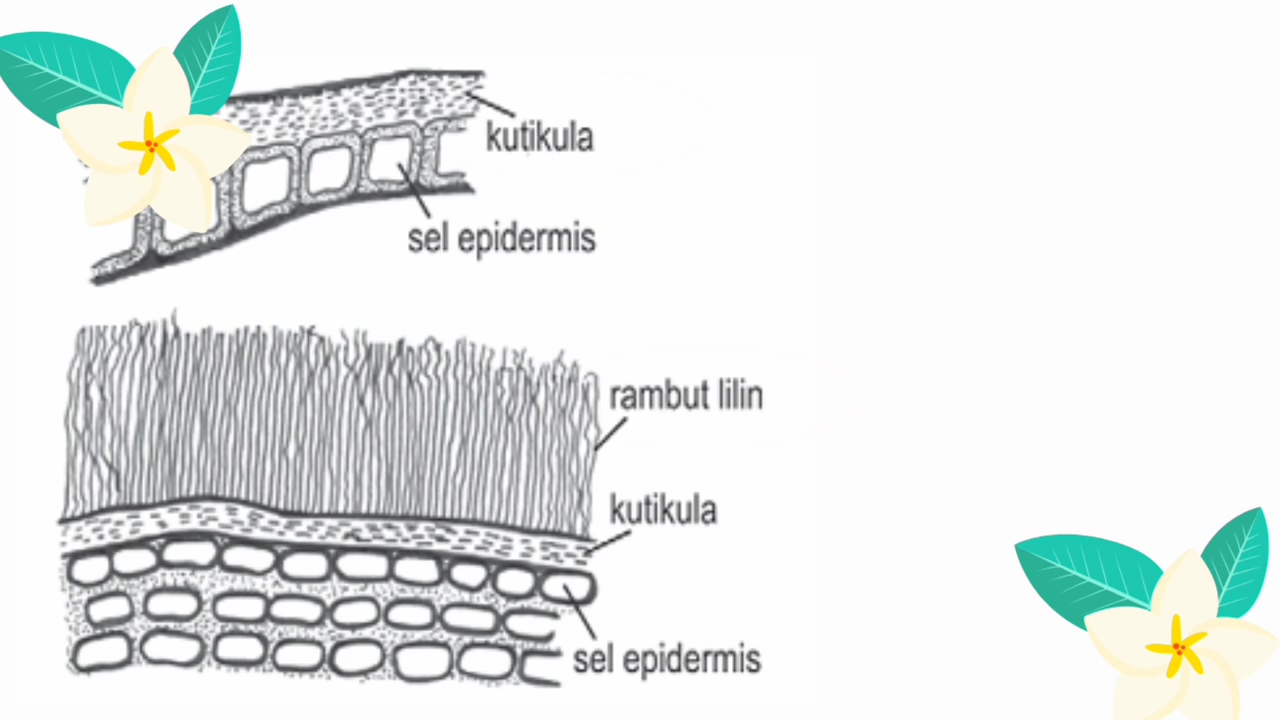 kutikula
sel epidermis
rambut lilin
kutikula
sel epidermis